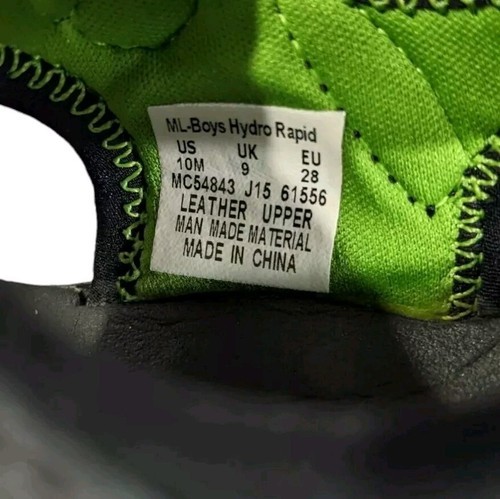 ML-Boys Hydro Rapid
US UK EU
10M 9 28
MC54843 J15 61556
LEATHER UPPER
MAN MADE MATERIAL
MADE IN CHINA